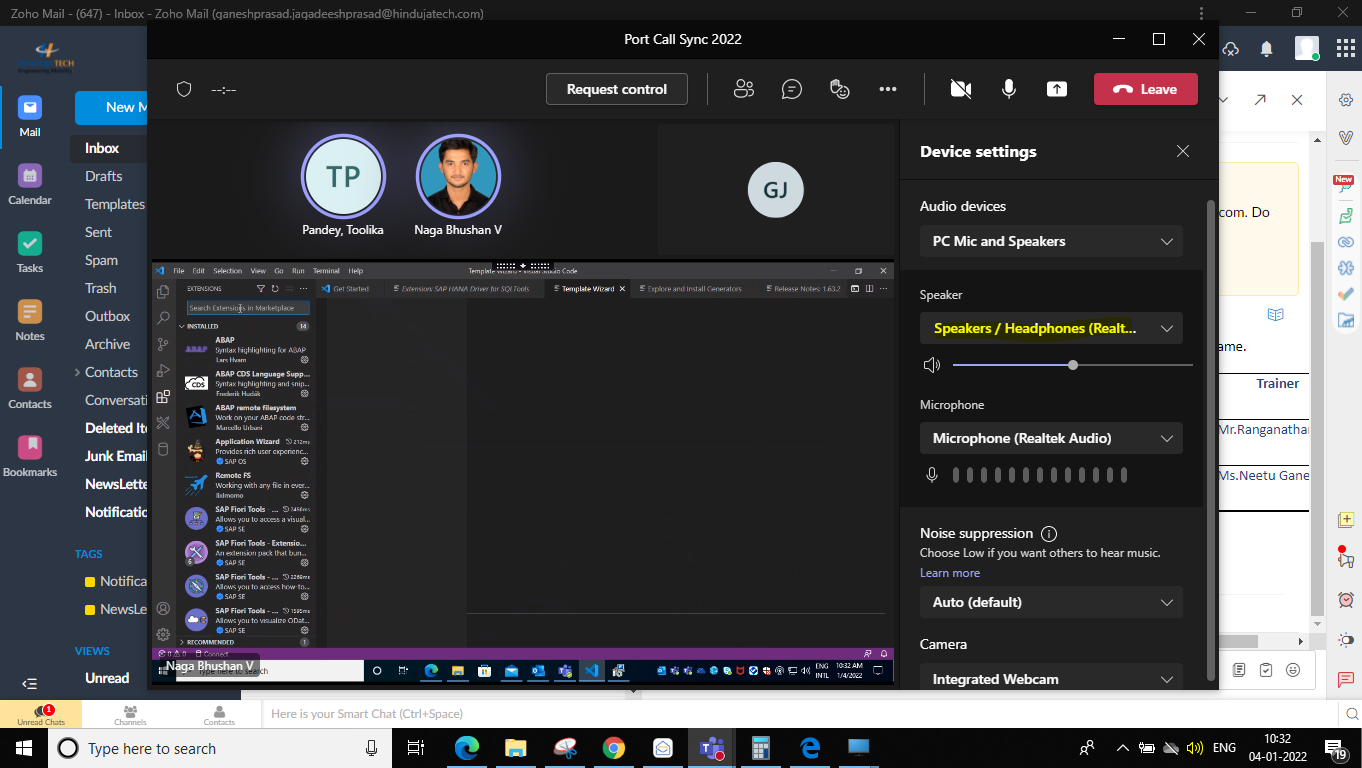 Zoho Mail - (647) - Inbox - Zoho Mail (ganeshprasad.jagadeeshprasad@hindujatech.com)
Port Call Sync 2022
--:--
Request control
Leave
New M
Mail
Inbox
Drafts
Calendar
Templates
Sent
Tasks
Spam
Trash
Outbox
Notes
Archive
Contacts
Contacts
Conversati
Deleted Ite
Junk Email
Bookmarks
NewsLette
Notificatio
TAGS
Notifica
NewsLe
VIEWS
Unread
TP
GJ
Pandey, Toolika
Naga Bhushan V
File Edit Selection View Go Run Terminal Help
Template Wizard - Visual Studio Code
EXTENSIONS
Get Started
Extension: SAP HANA Driver for SQLTools
Template Wizard
Explore and Install Generators
Release Notes: 1.63.2
Search Extensions in Marketplace
INSTALLED 14
ABAP
Syntax highlighting for ABAP
Lars Hvam
ABAP CDS Language Supp...
Syntax highlighting and snip...
Frederik Hudák
ABAP remote filesystem
Work on your ABAP code str...
Marcello Urbani
Application Wizard 212ms
Provides rich user experienc...
SAP OS
Remote FS
Working with any file in ever...
liximomo
SAP Fiori Tools - ... 2456ms
Allows you to access a visual...
SAP SE
SAP Fiori Tools - Extensio...
An extension pack that bun...
SAP SE
SAP Fiori Tools - ... 2269ms
Allows you to access how-to...
SAP SE
SAP Fiori Tools - ... 1595ms
Allows you to visualize ODat...
SAP SE
RECOMMENDED 1
0 0 Connect
Naga Bhushan V
Type here to search
ENG
INTL
10:32 AM
1/4/2022
Device settings
Audio devices
PC Mic and Speakers
Speaker
Speakers / Headphones (Realt...
Microphone
Microphone (Realtek Audio)
Noise suppression
Choose Low if you want others to hear music.
Learn more
Auto (default)
Camera
Integrated Webcam
com. Do
ame.
Trainer
Mr.Ranganathan
Ms.Neetu Gane
New
1
Unread Chats
Channels
Contacts
Here is your Smart Chat (Ctrl+Space)
Type here to search
ENG
10:32
04-01-2022
19